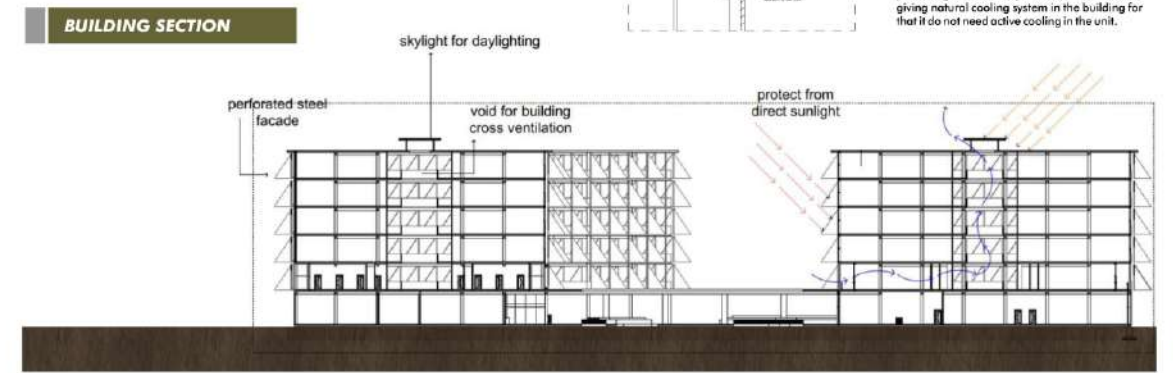 giving natural cooling system in the building for
that it do not need active cooling in the unit.
BUILDING SECTION
skylight for daylighting
perforated steel
facade
void for building
cross ventilation
protect from
direct sunlight